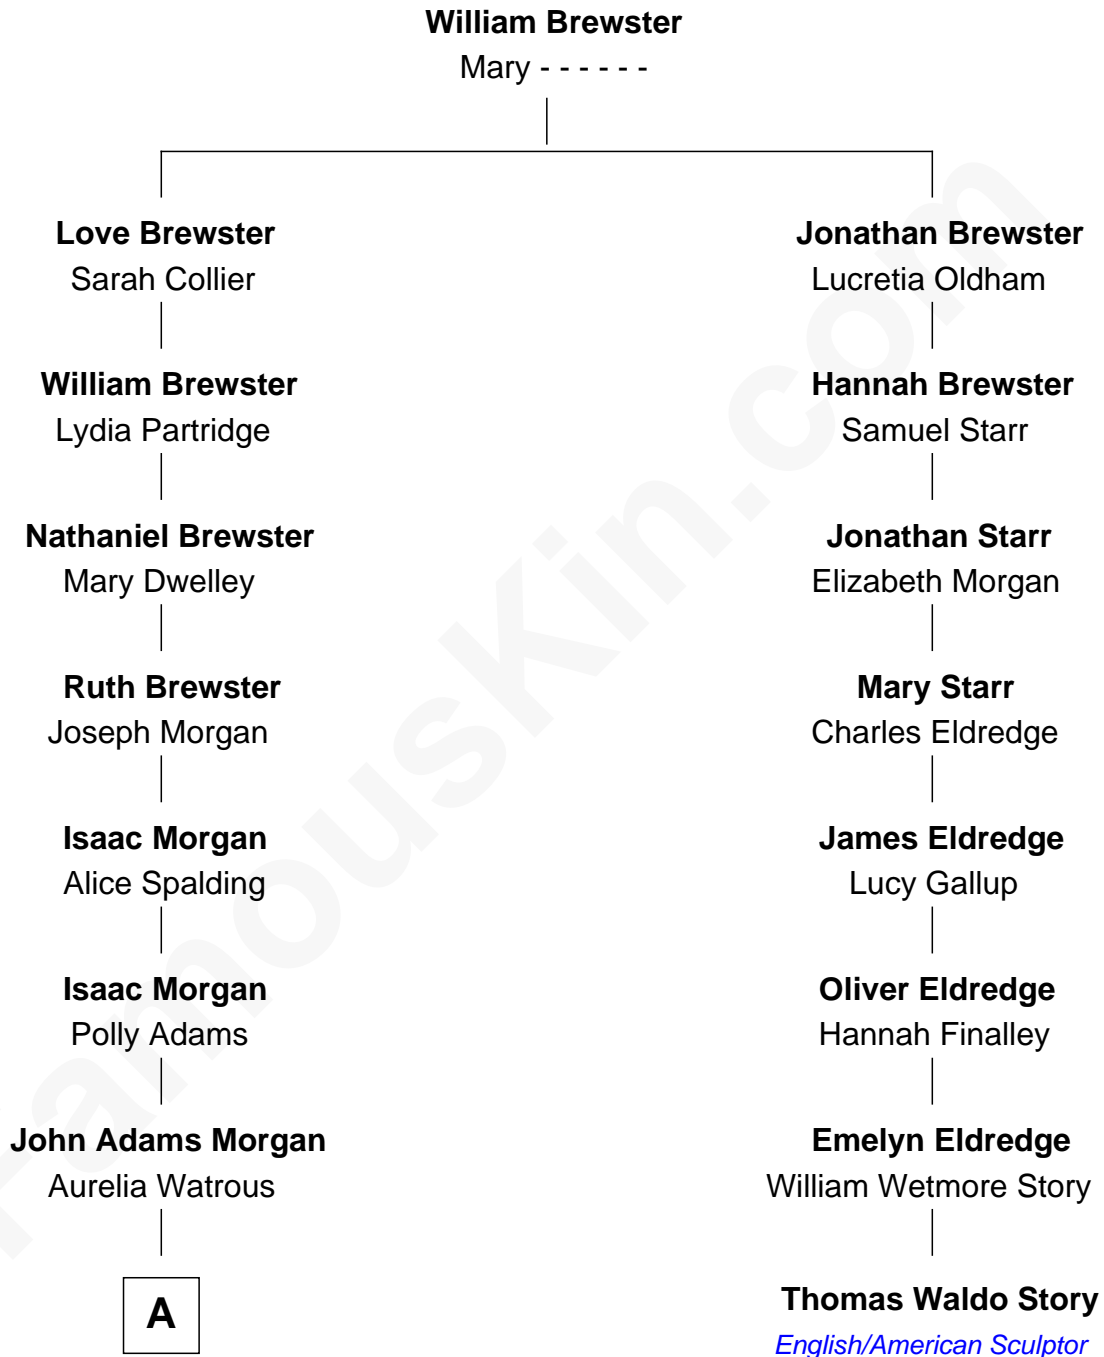 William Brewster
Mary - - - - - -
Love Brewster
Sarah Collier
Jonathan Brewster
Lucretia Oldham
William Brewster
Lydia Partridge
Hannah Brewster
Samuel Starr
Nathaniel Brewster
Mary Dwelley
Jonathan Starr
Elizabeth Morgan
Ruth Brewster
Joseph Morgan
Mary Starr
Charles Eldredge
Isaac Morgan
Alice Spalding
James Eldredge
Lucy Gallup
Isaac Morgan
Polly Adams
Oliver Eldredge
Hannah Finalley
John Adams Morgan
Aurelia Watrous
Emelyn Eldredge
William Wetmore Story
A
Thomas Waldo Story
English/American Sculptor
FamousKin.com